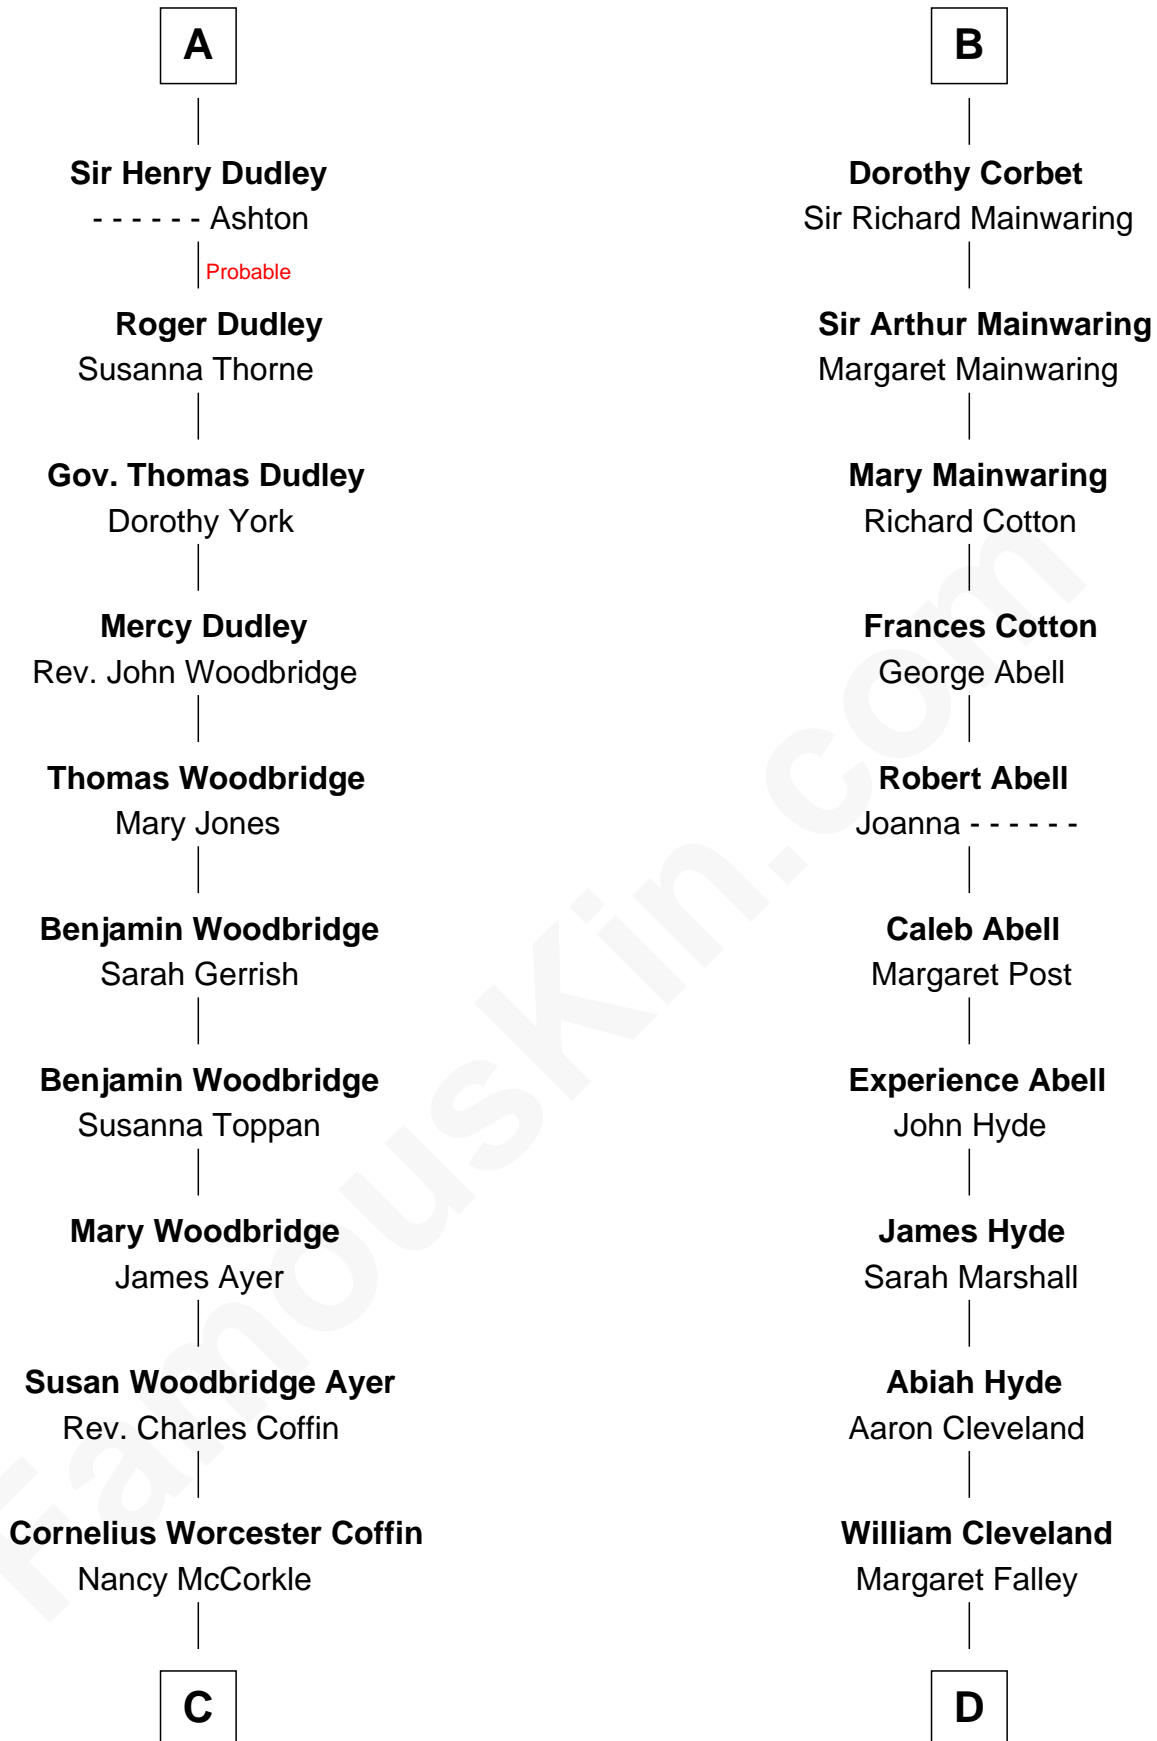 A
Sir Henry Dudley
- - - - - - Ashton
Probable
Roger Dudley
Susanna Thorne
Gov. Thomas Dudley
Dorothy York
Mercy Dudley
Rev. John Woodbridge
Thomas Woodbridge
Mary Jones
Benjamin Woodbridge
Sarah Gerrish
Benjamin Woodbridge
Susanna Toppan
Mary Woodbridge
James Ayer
Susan Woodbridge Ayer
Rev. Charles Coffin
Cornelius Worcester Coffin
Nancy McCorkle
C
B
Dorothy Corbet
Sir Richard Mainwaring
Sir Arthur Mainwaring
Margaret Mainwaring
Mary Mainwaring
Richard Cotton
Frances Cotton
George Abell
Robert Abell
Joanna - - - - - -
Caleb Abell
Margaret Post
Experience Abell
John Hyde
James Hyde
Sarah Marshall
Abiah Hyde
Aaron Cleveland
William Cleveland
Margaret Falley
D
FamousKin.com